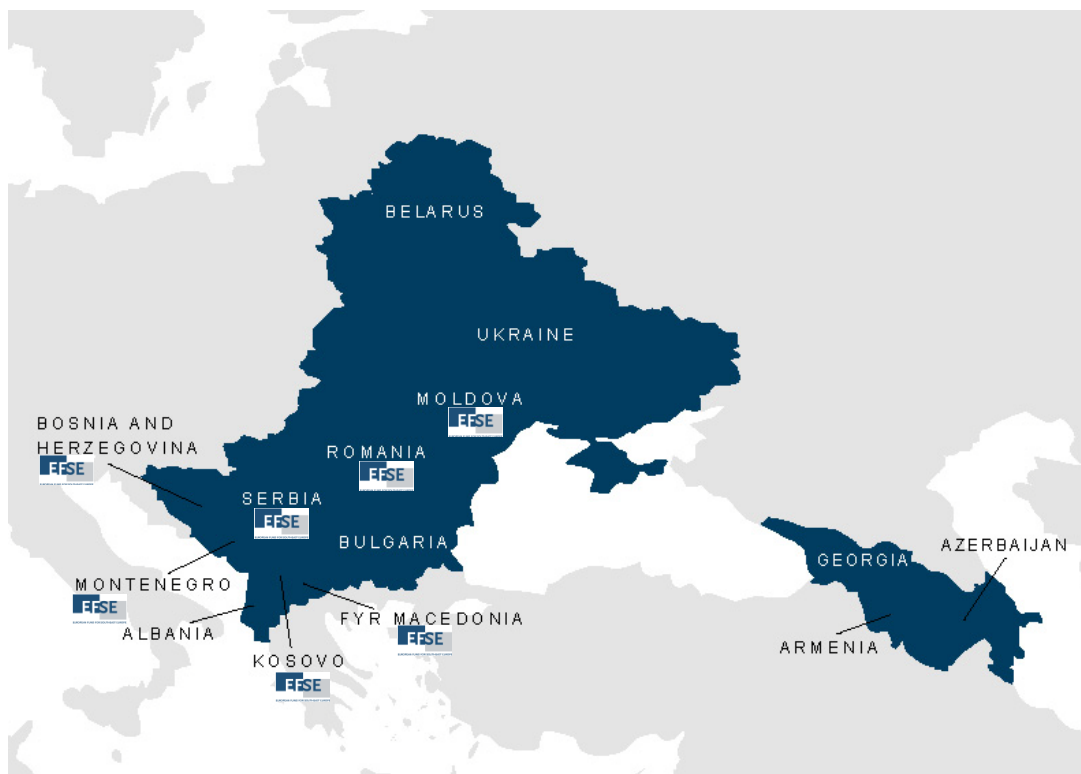 BELARUS
UKRAINE
MOLDOVA
EFSE
BOSNIA AND
HERZEGOVINA
EFSE
ROMANIA
EFSE
SERBIA
EFSE
BULGARIA
AZERBAIJAN
GEORGIA
MONTENEGRO
EFSE
ALBANIA
FYR MACEDONIA
EFSE
ARMENIA
KOSOVO
EFSE